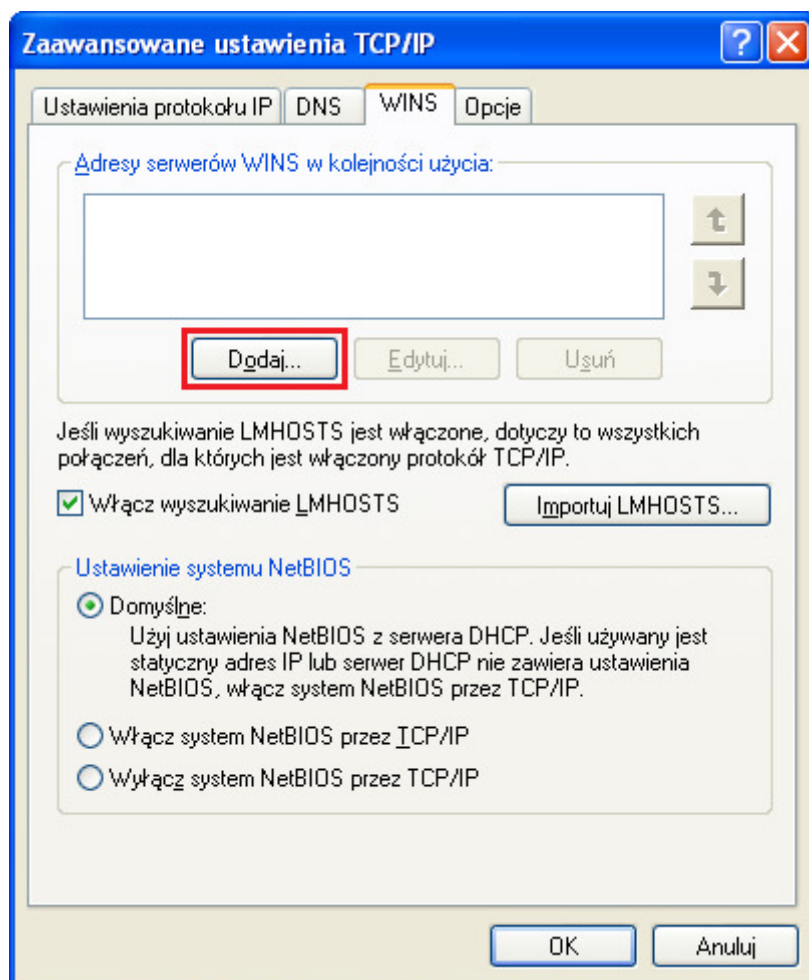 Zaawansowane ustawienia TCP/IP
Ustawienia protokołu IP DNS WINS Opcje
Adresy serwerów WINS w kolejności użycia:
Dodaj... Edytuj... Usuń
Jeśli wyszukiwanie LMHOSTS jest włączone, dotyczy to wszystkich
połączeń, dla których jest włączony protokół TCP/IP.
Włącz wyszukiwanie LMHOSTS Importuj LMHOSTS...
Ustawienie systemu NetBIOS
Domyślne:
Użyj ustawienia NetBIOS z serwera DHCP. Jeśli używany jest
statyczny adres IP lub serwer DHCP nie zawiera ustawienia
NetBIOS, włącz system NetBIOS przez TCP/IP.
Włącz system NetBIOS przez TCP/IP
Wyłącz system NetBIOS przez TCP/IP
OK Anuluj